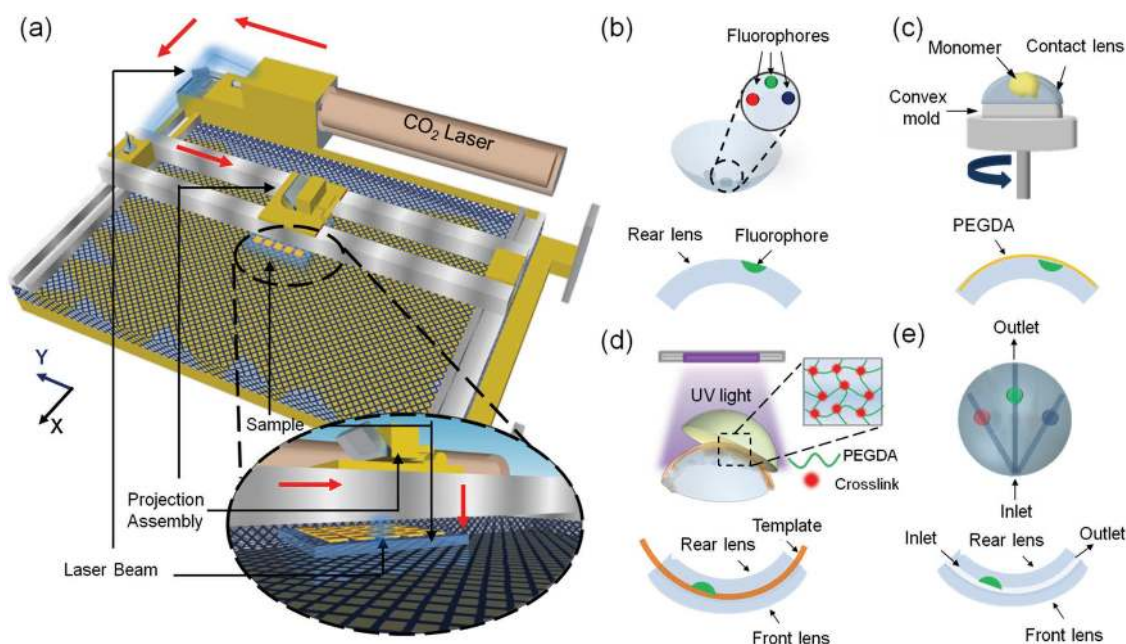 (a)
CO2 Laser
Y
X
Sample
Projection
Assembly
Laser Beam
(b)
Fluorophores
Rear lens
Fluorophore
(c)
Monomer
Contact lens
Convex
mold
PEGDA
(d)
UV light
PEGDA
Crosslink
Template
Rear lens
Front lens
(e)
Outlet
Inlet
Inlet
Rear lens
Outlet
Front lens